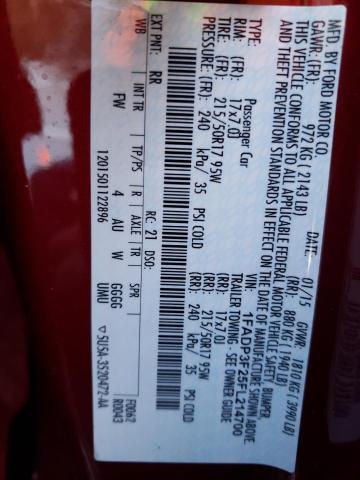 MFD. BY FORD MOTOR CO.
DATE: 01/15 GVWR: 1810 KG ( 3990 LB)
GAWR: (FR): 972 KG ( 2143 LB) (RR): 880 KG ( 1940 LB)
THIS VEHICLE CONFORMS TO ALL APPLICABLE FEDERAL MOTOR VEHICLE SAFETY BUMPER,
AND THEFT PREVENTION STANDARDS IN EFFECT ON THE DATE OF MANUFACTURE SHOWN ABOVE.
VIN: 1FADP3F25FL214700
TYPE: Passenger Car TRAILER TOWING - SEE OWNER GUIDE
RIM: (FR): 17x7.0J (RR): 17x7.0J
TIRE: (FR): 215/50R17 95W (RR): 215/50R17 95W
PRESSURE: (FR): 240 kPa/ 35 PSI COLD (RR): 240 kPa/ 35 PSI COLD
EXT PNT: RR RC: 21 DSO: F0062
WB INT TR TP/PS R AXLE TR SPR R0043
FW 4 AU W GGGG UMU
1201501122896 ▽ 5U5A-3520472-AA